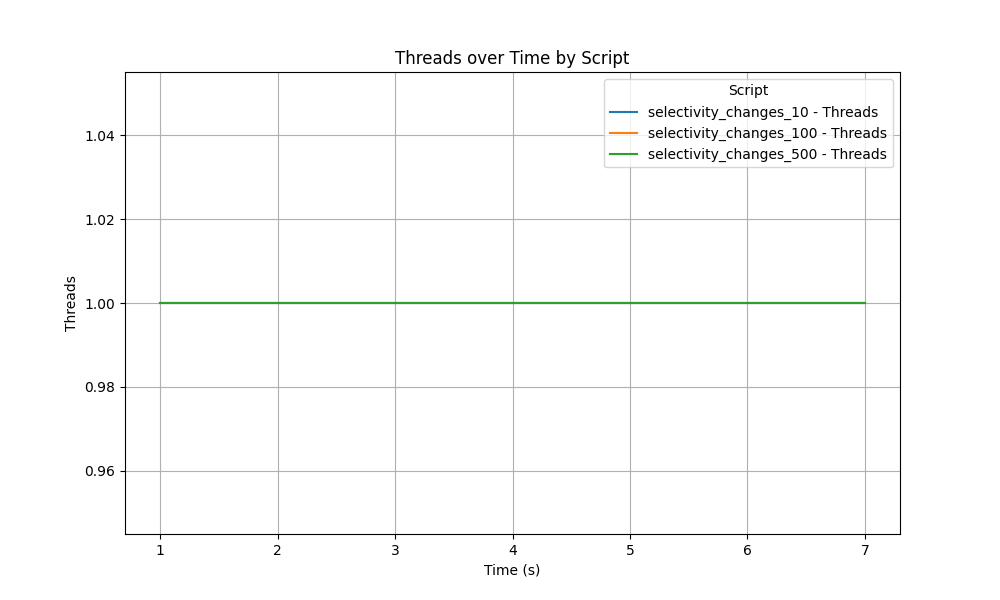 Threads over Time by Script
Script
selectivity_changes_10 - Threads
selectivity_changes_100 - Threads
selectivity_changes_500 - Threads
1.04
1.02
1.00
0.98
0.96
Threads
1 2 3 4 5 6 7
Time (s)